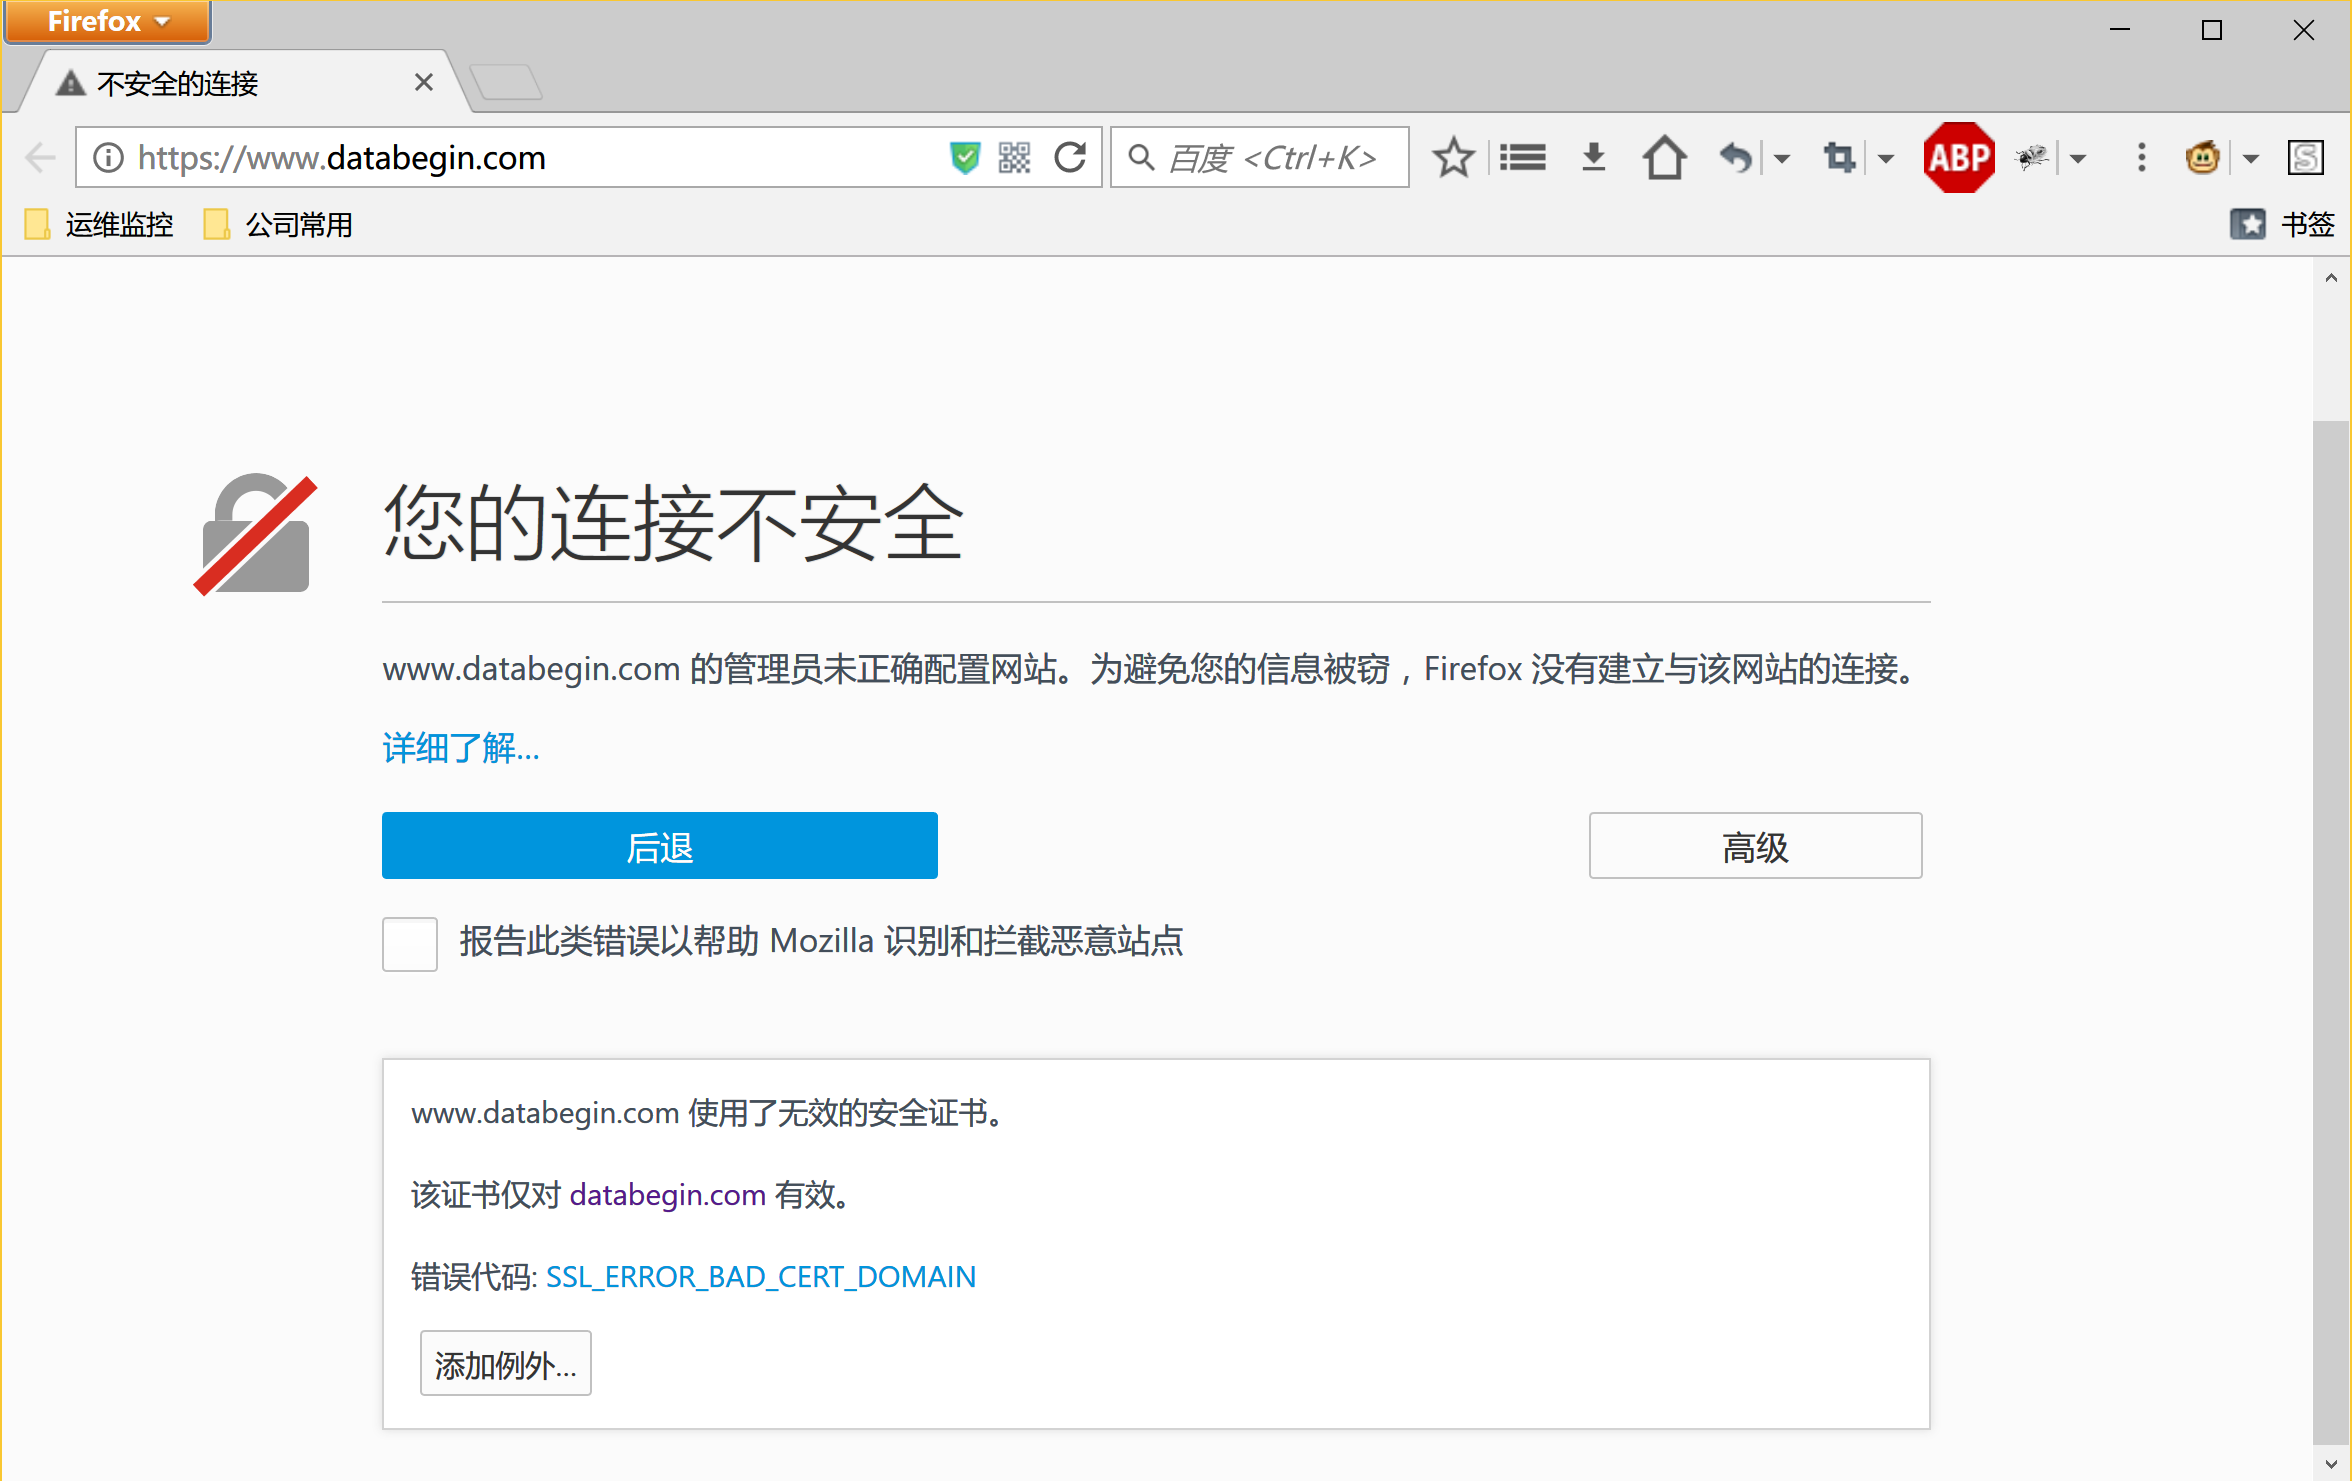 Firefox
不安全的连接
https://www.databegin.com
百度 <Ctrl+K>
ABP
S
运维监控
公司常用
书签
您的连接不安全
www.databegin.com 的管理员未正确配置网站。为避免您的信息被窃，Firefox 没有建立与该网站的连接。
详细了解...
后退
高级
报告此类错误以帮助 Mozilla 识别和拦截恶意站点
www.databegin.com 使用了无效的安全证书。
该证书仅对 databegin.com 有效。
错误代码: SSL_ERROR_BAD_CERT_DOMAIN
添加例外...